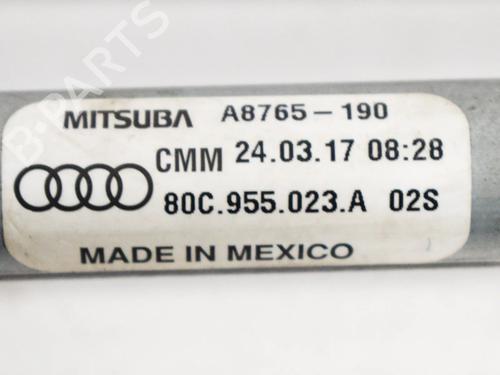 MITSUBA A8765-190
CMM 24.03.17 08:28
80C.955.023.A 02S
MADE IN MEXICO
B-PARTS